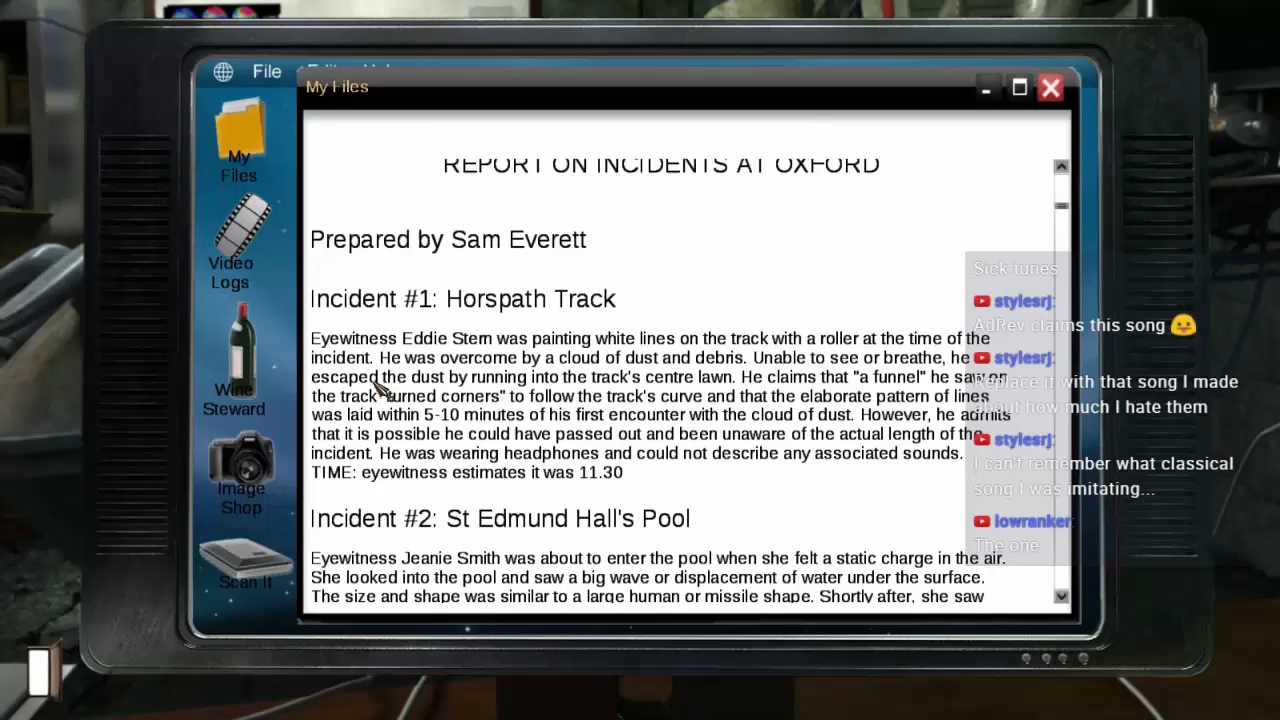 File
My Files
REPORT ON INCIDENTS AT OXFORD
Prepared by Sam Everett
Incident #1: Horspath Track
Eyewitness Eddie Stern was painting white lines on the track with a roller at the time of the
incident. He was overcome by a cloud of dust and debris. Unable to see or breathe, he
escaped the dust by running into the track's centre lawn. He claims that "a funnel" he saw on
the track "turned corners" to follow the track's curve and that the elaborate pattern of lines
was laid within 5-10 minutes of his first encounter with the cloud of dust. However, he admits
that it is possible he could have passed out and been unaware of the actual length of the
incident. He was wearing headphones and could not describe any associated sounds.
TIME: eyewitness estimates it was 11.30
Incident #2: St Edmund Hall's Pool
Eyewitness Jeanie Smith was about to enter the pool when she felt a static charge in the air.
She looked into the pool and saw a big wave or displacement of water under the surface.
The size and shape was similar to a large human or missile shape. Shortly after, she saw
My
Files
Video
Logs
Wine
Steward
Image
Shop
Scan It
Sick tunes
stylesrj:
AdRev claims this song
stylesrj:
Replace it with that song I made
about how much I hate them
stylesrj:
I can't remember what classical
song I was imitating...
lowranker
The one